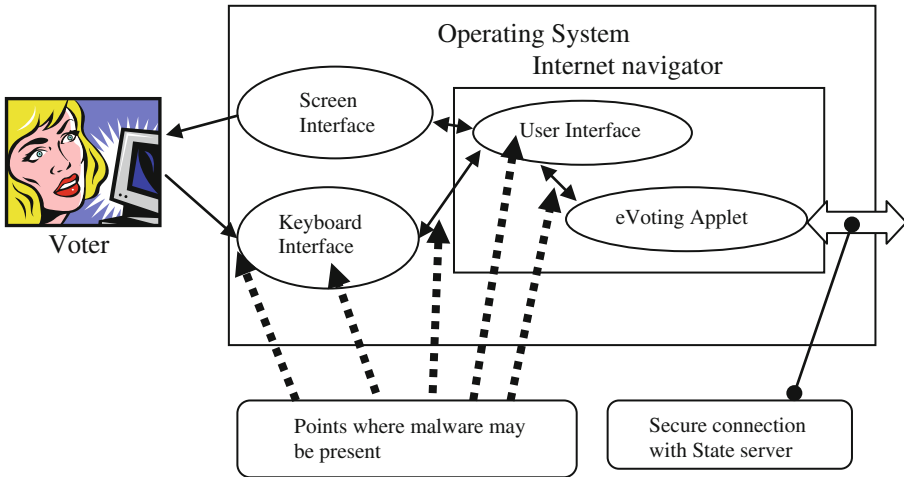 Operating System
Internet navigator
Screen
Interface
User Interface
eVoting Applet
Keyboard
Interface
Voter
Points where malware may
be present
Secure connection
with State server